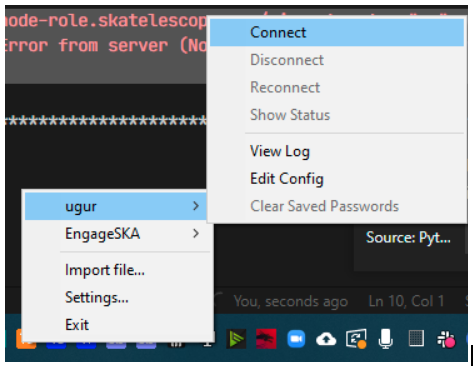 node-role.skatelescop
Error from server (No
************************
Connect
Disconnect
Reconnect
Show Status
View Log
Edit Config
Clear Saved Passwords
ugur >
EngageSKA >
Import file...
Settings...
Exit
Source: Pyt...
You, seconds ago Ln 10, Col 1